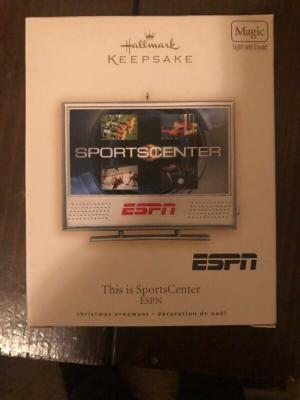 Hallmark
KEEPSAKE
Magic
Light and Sound
SPORTSCENTER
ESPN
ESPN
This is SportsCenter
ESPN
christmas ornament • décoration de noël